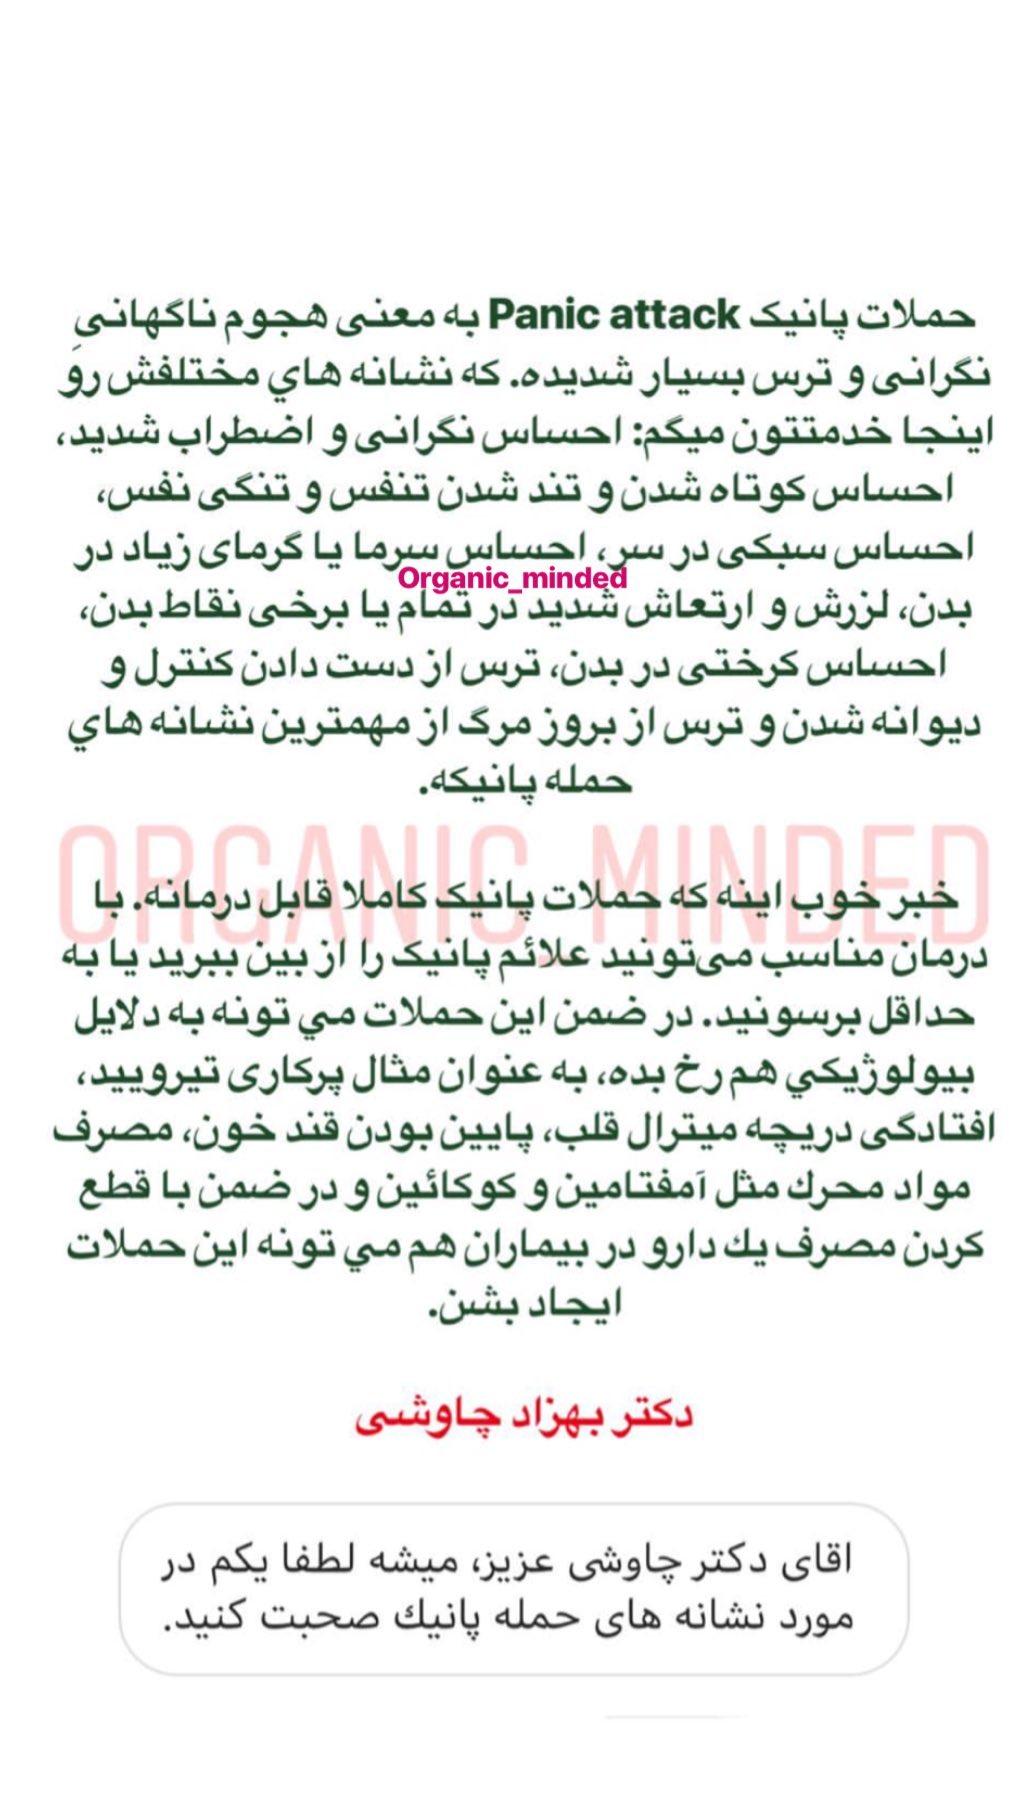 حملات پانیک Panic attack به معنی هجوم ناگهانیِ
نگرانی و ترس بسیار شدیده. که نشانه هاي مختلفش رو
اینجا خدمتتون میگم: احساس نگرانی و اضطراب شدید،
احساس کوتاه شدن و تند شدن تنفس و تنگی نفس،
احساس سبکی در سر، احساس سرما یا گرمای زیاد در
Organic_minded
بدن، لزرش و ارتعاش شدید در تمام یا برخی نقاط بدن،
احساس کرختی در بدن، ترس از دست دادن کنترل و
دیوانه شدن و ترس از بروز مرگ از مهمترین نشانه هاي
حمله پانیکه.
ORGANIC_MINDED
خبر خوب اینه که حملات پانیک کاملا قابل درمانه. با
درمان مناسب می‌تونید علائم پانیک را از بین ببرید یا به
حداقل برسونید. در ضمن این حملات مي تونه به دلایل
بیولوژیکي هم رخ بده، به عنوان مثال پرکاری تیرویید،
افتادگی دریچه میترال قلب، پایین بودن قند خون، مصرف
مواد محرك مثل آمفتامین و کوکائین و در ضمن با قطع
کردن مصرف یك دارو در بیماران هم مي تونه این حملات
ایجاد بشن.
دکتر بهزاد چاوشی
اقای دکتر چاوشی عزیز، میشه لطفا یکم در
مورد نشانه های حمله پانیك صحبت کنید.